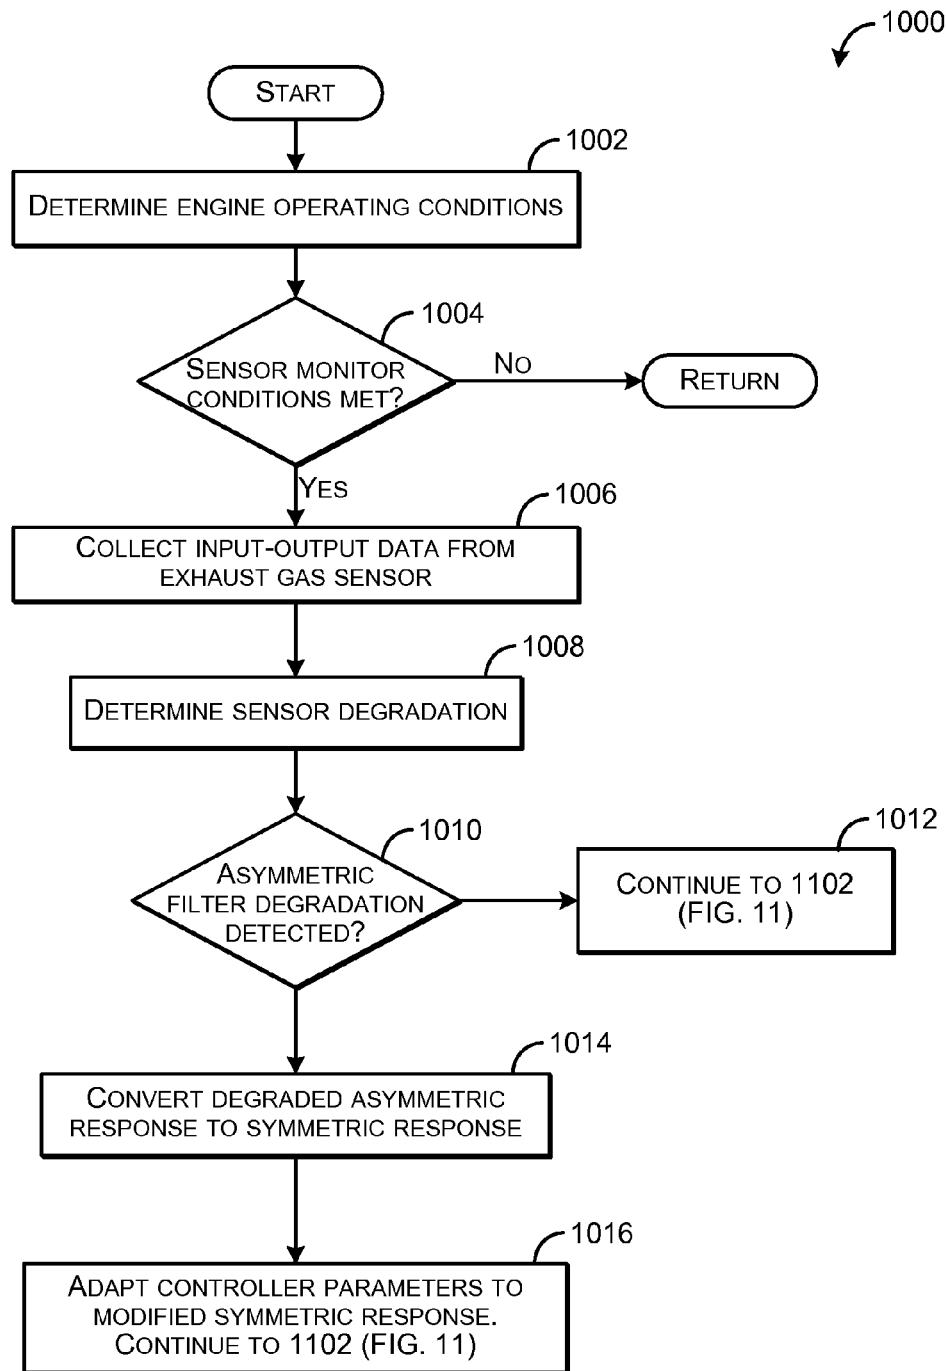 1000
START
1002
DETERMINE ENGINE OPERATING CONDITIONS
1004
SENSOR MONITOR
CONDITIONS MET?
NO
RETURN
YES
1006
COLLECT INPUT-OUTPUT DATA FROM
EXHAUST GAS SENSOR
1008
DETERMINE SENSOR DEGRADATION
1010
ASYMMETRIC
FILTER DEGRADATION
DETECTED?
1012
CONTINUE TO 1102
(FIG. 11)
1014
CONVERT DEGRADED ASYMMETRIC
RESPONSE TO SYMMETRIC RESPONSE
1016
ADAPT CONTROLLER PARAMETERS TO
MODIFIED SYMMETRIC RESPONSE.
CONTINUE TO 1102 (FIG. 11)